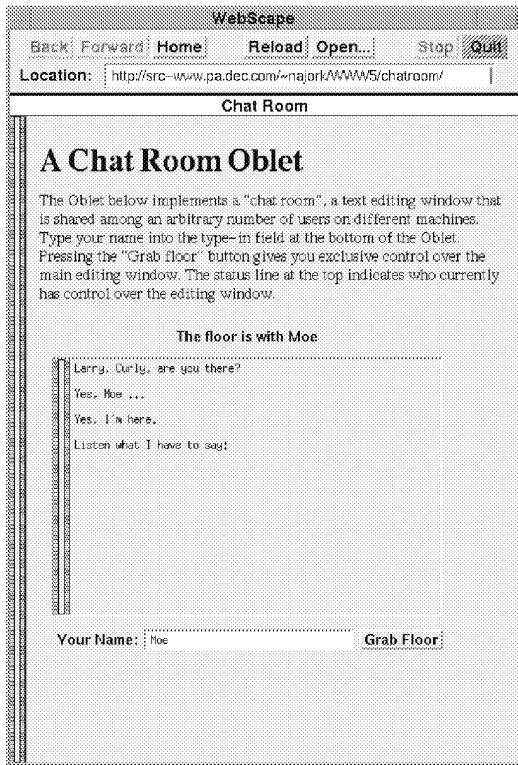 WebScape
Back Forward Home Reload Open... Stop Quit
Location: http://src-www.pa.dec.com/~najork/WWW5/chatroom/
Chat Room
A Chat Room Oblet
The Oblet below implements a "chat room", a text editing window that
is shared among an arbitrary number of users on different machines.
Type your name into the type-in field at the bottom of the Oblet.
Pressing the "Grab floor" button gives you exclusive control over the
main editing window. The status line at the top indicates who currently
has control over the editing window.
The floor is with Moe
Larry, Curly, are you there?
Yes, Moe ...
Yes, I'm here.
Listen what I have to say:
Your Name: Moe Grab Floor